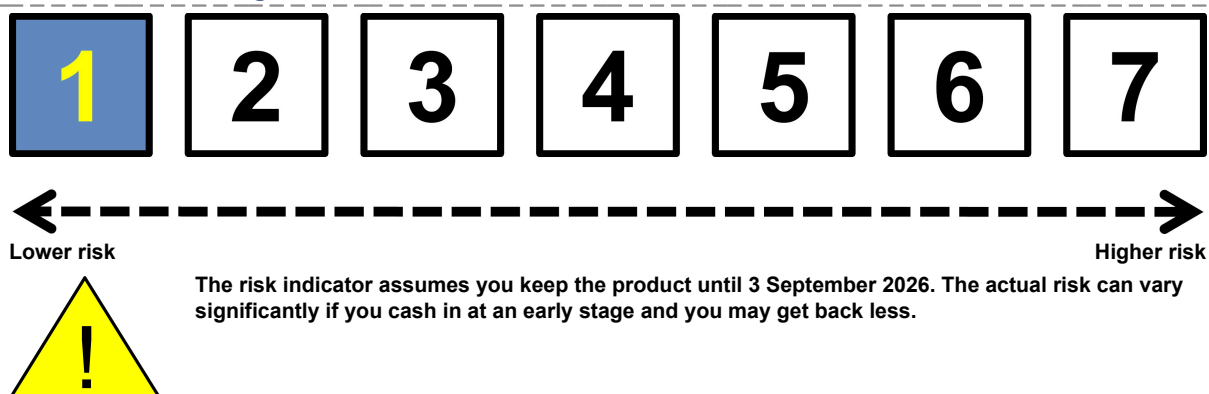 1 2 3 4 5 6 7
Lower risk Higher risk
The risk indicator assumes you keep the product until 3 September 2026. The actual risk can vary
significantly if you cash in at an early stage and you may get back less.
!